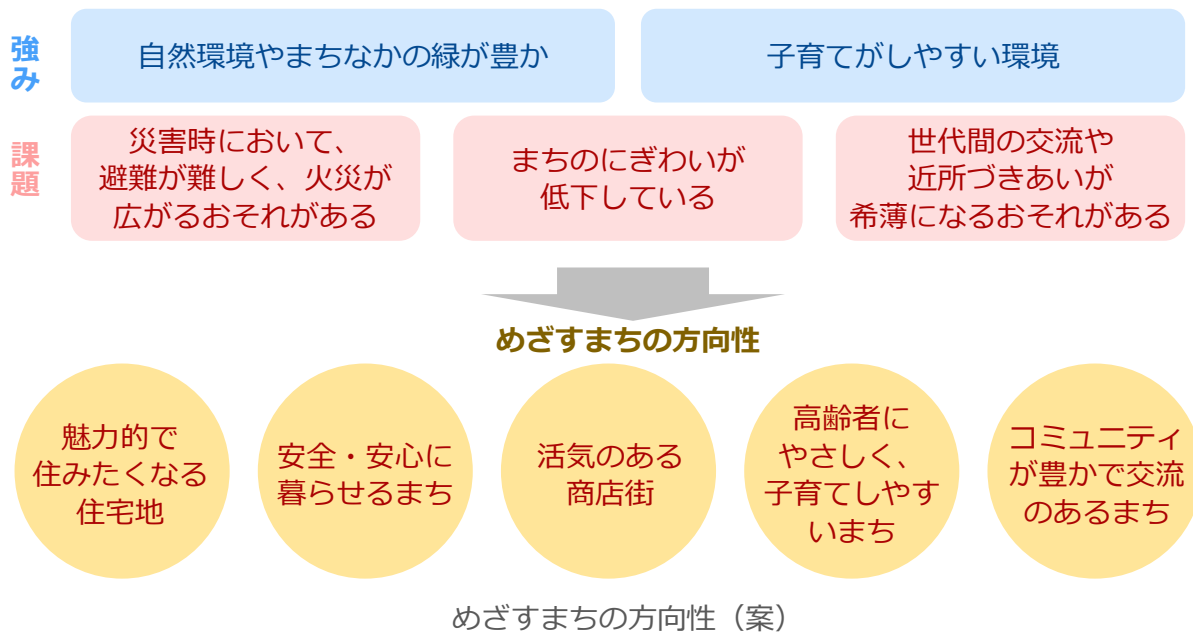 強み
自然環境やまちなかの緑が豊か
子育てがしやすい環境
課題
災害時において、
避難が難しく、火災が
広がるおそれがある
まちのにぎわいが
低下している
世代間の交流や
近所づきあいが
希薄になるおそれがある
めざすまちの方向性
魅力的で
住みたくなる
住宅地
安全・安心に
暮らせるまち
活気のある
商店街
高齢者に
やさしく、
子育てしやす
いまち
コミュニティ
が豊かで交流
のあるまち
めざすまちの方向性（案）